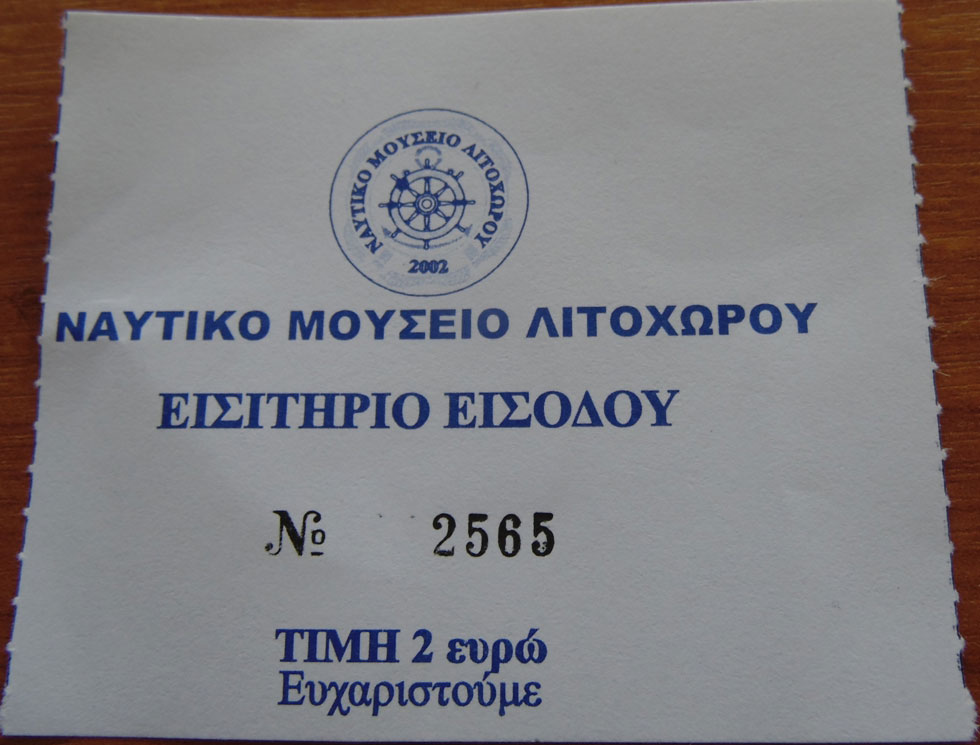 ΝΑΥΤΙΚΟ ΜΟΥΣΕΙΟ ΛΙΤΟΧΩΡΟΥ
2002
ΝΑΥΤΙΚΟ ΜΟΥΣΕΙΟ ΛΙΤΟΧΩΡΟΥ
ΕΙΣΙΤΗΡΙΟ ΕΙΣΟΔΟΥ
№ 2565
ΤΙΜΗ 2 ευρώ
Ευχαριστούμε